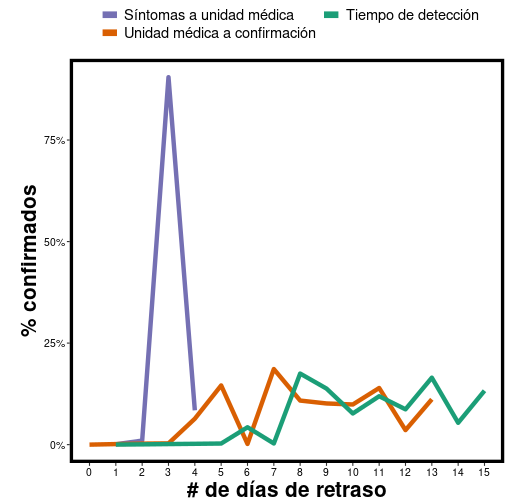 Síntomas a unidad médica
Tiempo de detección
Unidad médica a confirmación
% confirmados
75%
50%
25%
0%
0 1 2 3 4 5 6 7 8 9 10 11 12 13 14 15
# de días de retraso